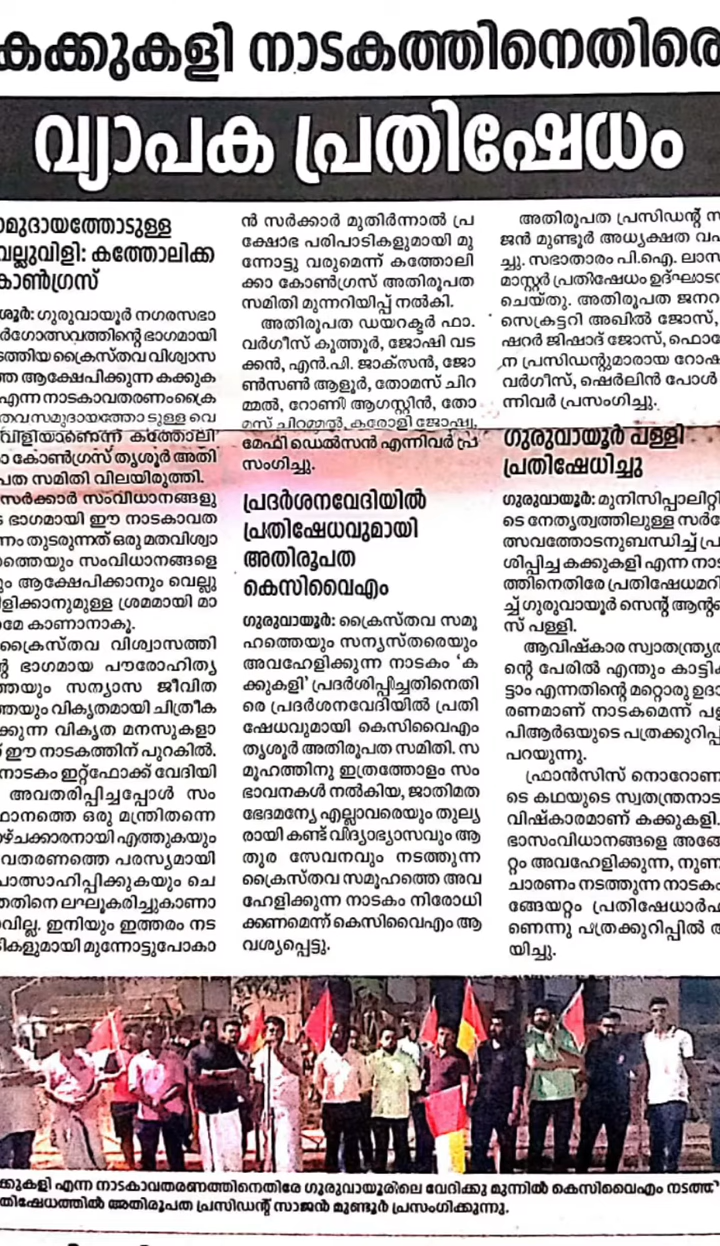 കക്കുകളി നാടകത്തിനെതിരെ
വ്യാപക പ്രതിഷേധം
മുദായത്തോടുള്ള
വെല്ലുവിളി: കത്തോലിക്ക
കോൺഗ്രസ്
ശൂർ: ഗുരുവായൂർ നഗരസഭാ
ർഗോത്സവത്തിന്റെ ഭാഗമായി
ടത്തിയ ക്രൈസ്തവ വിശ്വാസ
ത്തെ ആക്ഷേപിക്കുന്ന കക്കുക
എന്ന നാടകാവതരണം ക്രൈ
തവസമുദായത്തോടുള്ള വെ
വിളിയാണെന്ന് കത്തോലി
ാ കോൺഗ്രസ് തൃശൂർ അതി
പത സമിതി വിലയിരുത്തി.
സർക്കാർ സംവിധാനങ്ങളു
ഭാഗമായി ഈ നാടകാവത
ണം തുടരുന്നത് ഒരു മതവിശ്വാ
ത്തെയും സംവിധാനങ്ങളെ
ും ആക്ഷേപിക്കാനും വെല്ലു
ിളിക്കാനുമുള്ള ശ്രമമായി മാ
മേ കാണാനാകൂ.
ക്രൈസ്തവ വിശ്വാസത്തി
ന്റെ ഭാഗമായ പൗരോഹിത്യ
ത്തെയും സന്യാസ ജീവിത
ത്തെയും വികൃതമായി ചിത്രീക
ക്കുന്ന വികൃത മനസുകളാ
ഈ നാടകത്തിന് പുറകിൽ.
നാടകം ഇറ്റ്ഫോക്ക് വേദിയി
അവതരിപ്പിച്ചപ്പോൾ സം
ഥാനത്തെ ഒരു മന്ത്രിതന്നെ
ാഴ്ചക്കാരനായി എത്തുകയും
വതരണത്തെ പരസ്യമായി
പ്രോത്സാഹിപ്പിക്കുകയും ചെ
തതിനെ ലഘൂകരിച്ചുകാണാ
വില്ല. ഇനിയും ഇത്തരം നട
ടികളുമായി മുന്നോട്ടുപോകാ
ൻ സർക്കാർ മുതിർന്നാൽ പ്ര
ക്ഷോഭ പരിപാടികളുമായി മു
ന്നോട്ടു വരുമെന്ന് കത്തോലി
ക്കാ കോൺഗ്രസ് അതിരൂപത
സമിതി മുന്നറിയിപ്പ് നൽകി.
അതിരൂപത ഡയറക്ടർ ഫാ.
വർഗീസ് കൂത്തൂർ, ജോഷി വട
ക്കൻ, എൻ.പി. ജാക്സൻ, ജോ
ൺസൺ ആളൂർ, തോമസ് ചിറ
മ്മൽ, റോണി ആഗസ്റ്റിൻ, തോ
മസ് ചിറമ്മൽ, കരോളി ജോഷ്വ,
മേഫി ഡെൽസൻ എന്നിവർ പ്ര
സംഗിച്ചു.
പ്രദർശനവേദിയിൽ
പ്രതിഷേധവുമായി
അതിരൂപത
കെസിവൈഎം
ഗുരുവായൂർ: ക്രൈസ്തവ സമൂ
ഹത്തെയും സന്യസ്തരെയും
അവഹേളിക്കുന്ന നാടകം ‘ക
ക്കുകളി’ പ്രദർശിപ്പിച്ചതിനെതി
രെ പ്രദർശനവേദിയിൽ പ്രതി
ഷേധവുമായി കെസിവൈഎം
തൃശൂർ അതിരൂപത സമിതി. സ
മൂഹത്തിനു ഇത്രത്തോളം സം
ഭാവനകൾ നൽകിയ, ജാതിമത
ഭേദമന്യേ എല്ലാവരെയും തുല്യ
രായി കണ്ട് വിദ്യാഭ്യാസവും ആ
തുര സേവനവും നടത്തുന്ന
ക്രൈസ്തവ സമൂഹത്തെ അവ
ഹേളിക്കുന്ന നാടകം നിരോധി
ക്കണമെന്ന് കെസിവൈഎം ആ
വശ്യപ്പെട്ടു.
അതിരൂപത പ്രസിഡന്റ് സ
ജൻ മുണ്ടൂർ അധ്യക്ഷത വഹ
ച്ചു. സഭാതാരം പി.ഐ. ലാസ
മാസ്റ്റർ പ്രതിഷേധം ഉദ്ഘാടന
ചെയ്തു. അതിരൂപത ജനറ
സെക്രട്ടറി അഖിൽ ജോസ്,
ഷറർ ജിഷാദ് ജോസ്, ഫൊറേ
ന പ്രസിഡന്റുമാരായ റോഷ
വർഗീസ്, ഷെർലിൻ പോൾ
ന്നിവർ പ്രസംഗിച്ചു.
ഗുരുവായൂർ പള്ളി
പ്രതിഷേധിച്ചു
ഗുരുവായൂർ: മുനിസിപ്പാലിറ്റി
ടെ നേതൃത്വത്തിലുള്ള സർഗ
ത്സവത്തോടനുബന്ധിച്ച് പ്ര
ശിപ്പിച്ച കക്കുകളി എന്ന നാട
ത്തിനെതിരേ പ്രതിഷേധമറി
ച്ച് ഗുരുവായൂർ സെന്റ് ആന്റ
സ് പള്ളി.
ആവിഷ്കാര സ്വാതന്ത്ര്യത്ത
ന്റെ പേരിൽ എന്തും കാട്ടിക
ട്ടാം എന്നതിന്റെ മറ്റൊരു ഉദാ
രണമാണ് നാടകമെന്ന് പള
പിആർഒയുടെ പത്രക്കുറിപ്പ
പറയുന്നു.
ഫ്രാൻസിസ് നൊറോണ
ടെ കഥയുടെ സ്വതന്ത്രനാട
വിഷ്കാരമാണ് കക്കുകളി.
ഭാസംവിധാനങ്ങളെ അങ്ങേ
റ്റം അവഹേളിക്കുന്ന, നുണ
ചാരണം നടത്തുന്ന നാടകം
ങ്ങേയറ്റം പ്രതിഷേധാർഹ
ണെന്നു പത്രക്കുറിപ്പിൽ അ
യിച്ചു.
ക്കുകളി എന്ന നാടകാവതരണത്തിനെതിരേ ഗുരുവായൂരിലെ വേദിക്കു മുന്നിൽ കെസിവൈഎം നടത്ത്
തിഷേധത്തിൽ അതിരൂപത പ്രസിഡന്റ് സാജൻ മുണ്ടൂർ പ്രസംഗിക്കുന്നു.